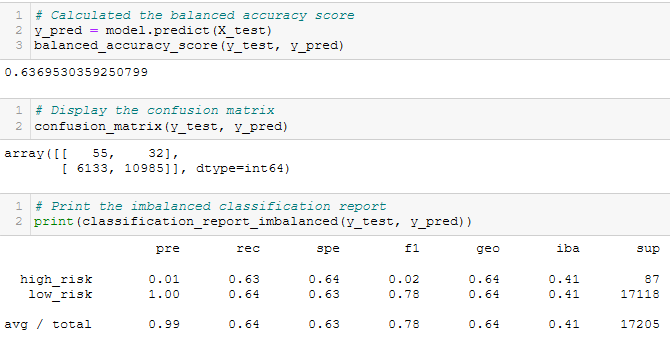 1 # Calculated the balanced accuracy score
2 y_pred = model.predict(X_test)
3 balanced_accuracy_score(y_test, y_pred)
0.6369530359250799
1 # Display the confusion matrix
2 confusion_matrix(y_test, y_pred)
array([[   55,    32],
       [ 6133, 10985]], dtype=int64)
1 # Print the imbalanced classification report
2 print(classification_report_imbalanced(y_test, y_pred))
pre rec spe f1 geo iba sup
high_risk 0.01 0.63 0.64 0.02 0.64 0.41 87
low_risk 1.00 0.64 0.63 0.78 0.64 0.41 17118
avg / total 0.99 0.64 0.63 0.78 0.64 0.41 17205